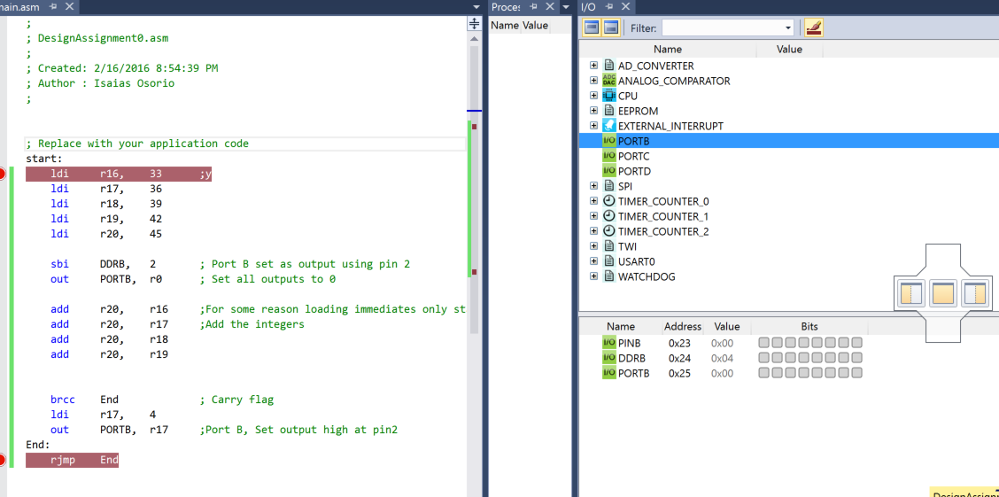 main.asm
;
; DesignAssignment0.asm
;
; Created: 2/16/2016 8:54:39 PM
; Author : Isaias Osorio
;
; Replace with your application code
start:
ldi r16, 33 ;y
ldi r17, 36
ldi r18, 39
ldi r19, 42
ldi r20, 45
sbi DDRB, 2 ; Port B set as output using pin 2
out PORTB, r0 ; Set all outputs to 0
add r20, r16 ;For some reason loading immediates only st
add r20, r17 ;Add the integers
add r20, r18
add r20, r19
brcc End ; Carry flag
ldi r17, 4
out PORTB, r17 ;Port B, Set output high at pin2
End:
rjmp End
Proces
Name Value
I/O
Filter:
Name Value
AD_CONVERTER
ADC DAC ANALOG_COMPARATOR
CPU
EEPROM
EXTERNAL_INTERRUPT
I/O PORTB
I/O PORTC
I/O PORTD
SPI
TIMER_COUNTER_0
TIMER_COUNTER_1
TIMER_COUNTER_2
TWI
USART0
WATCHDOG
Name Address Value Bits
I/O PINB 0x23 0x00
I/O DDRB 0x24 0x04
I/O PORTB 0x25 0x00